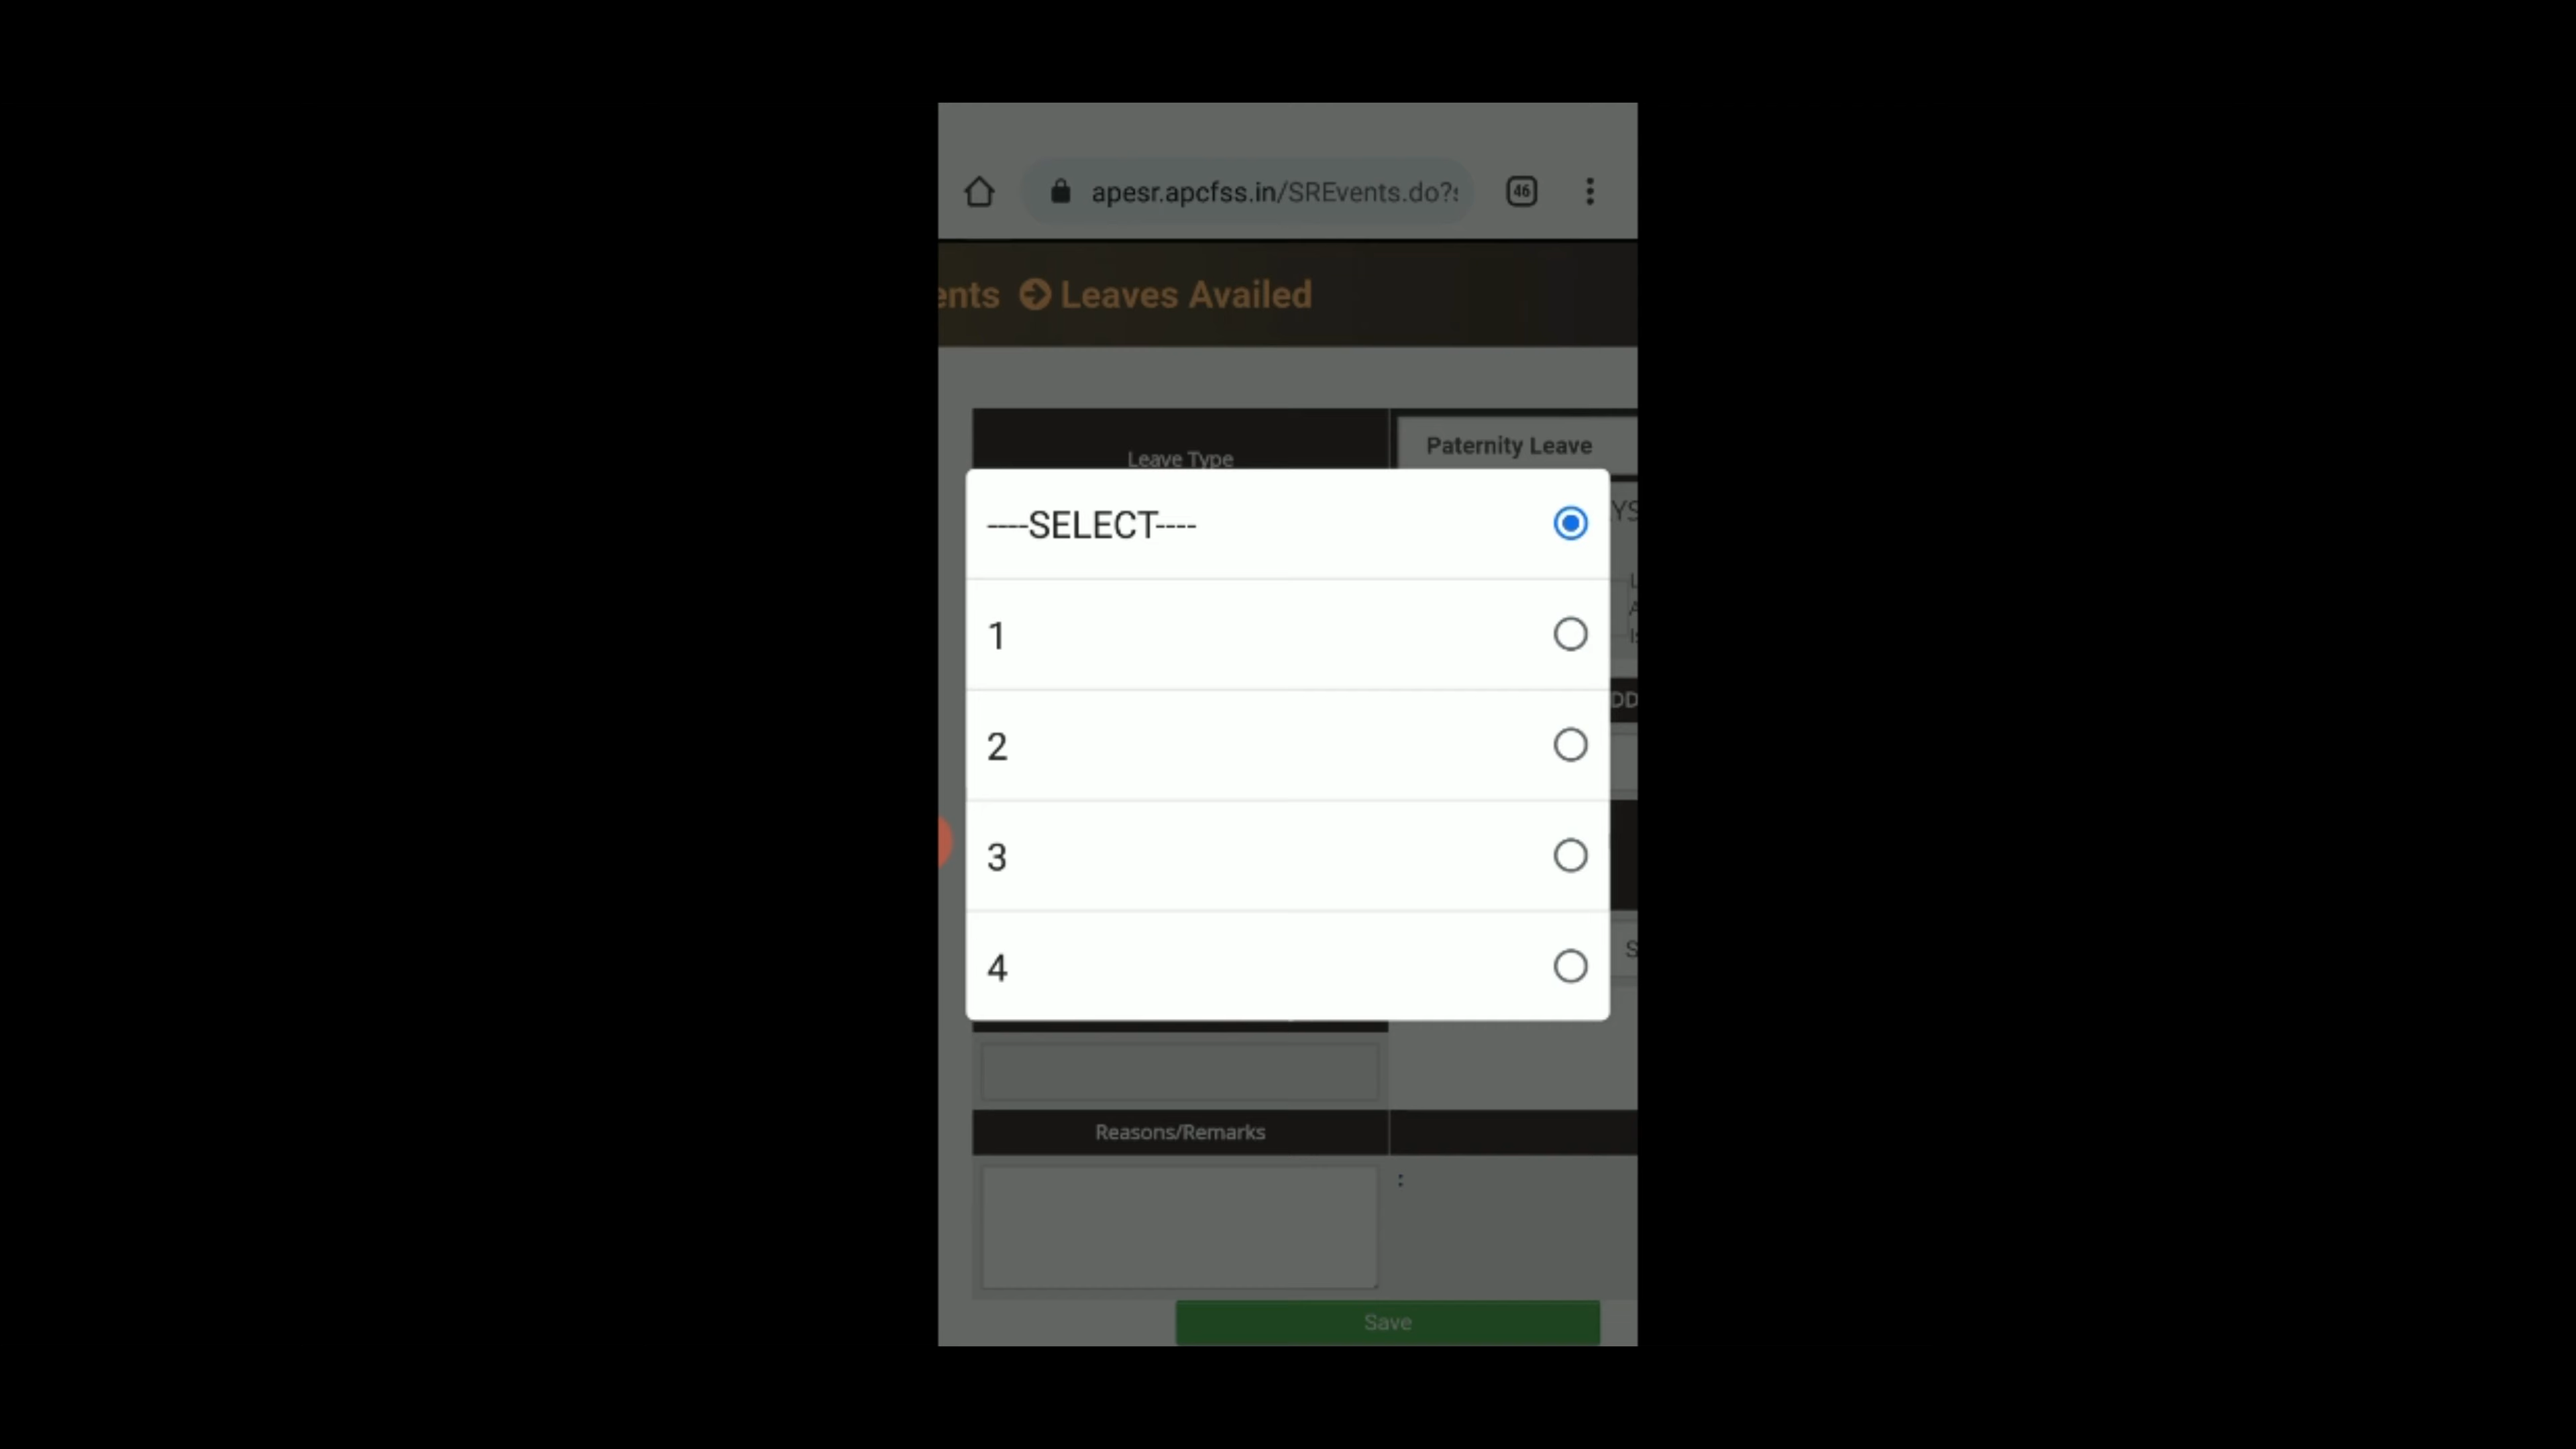 apesr.apcfss.in/SREvents.do?
46
ents Leaves Availed
Leave Type
Paternity Leave
----SELECT----
1
2
3
4
Reasons/Remarks
:
Save